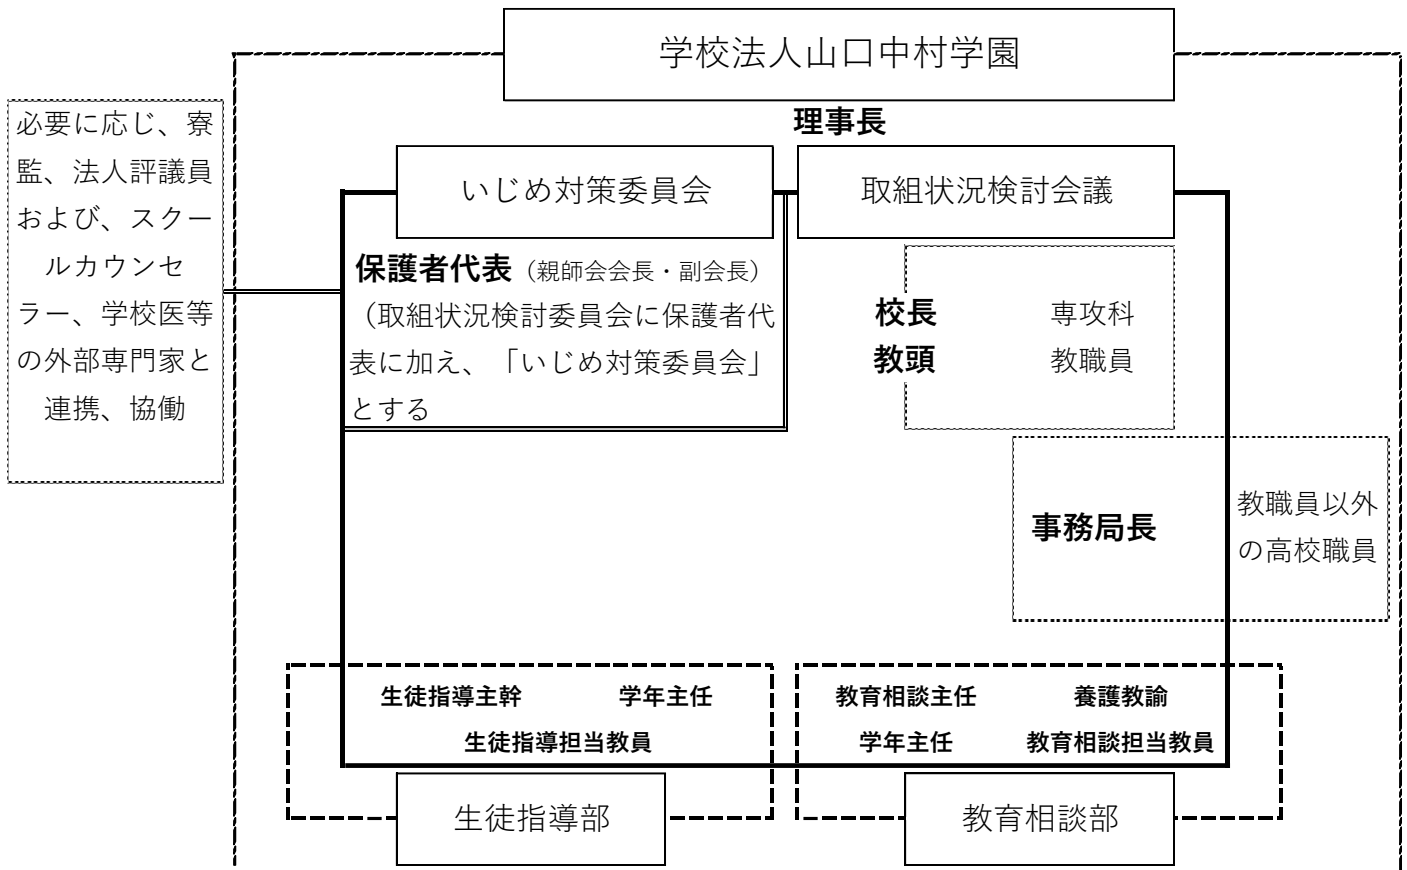 学校法人山口中村学園
理事長
必要に応じ、寮
監、法人評議員
および、スクー
ルカウンセ
ラー、学校医等
の外部専門家と
連携、協働
いじめ対策委員会
取組状況検討会議
保護者代表（親師会会長・副会長）
（取組状況検討委員会に保護者代
表に加え、「いじめ対策委員会」
とする
校長 専攻科
教頭 教職員
事務局長
教職員以外
の高校職員
生徒指導主幹 学年主任
生徒指導担当教員
教育相談主任 養護教諭
学年主任 教育相談担当教員
生徒指導部
教育相談部